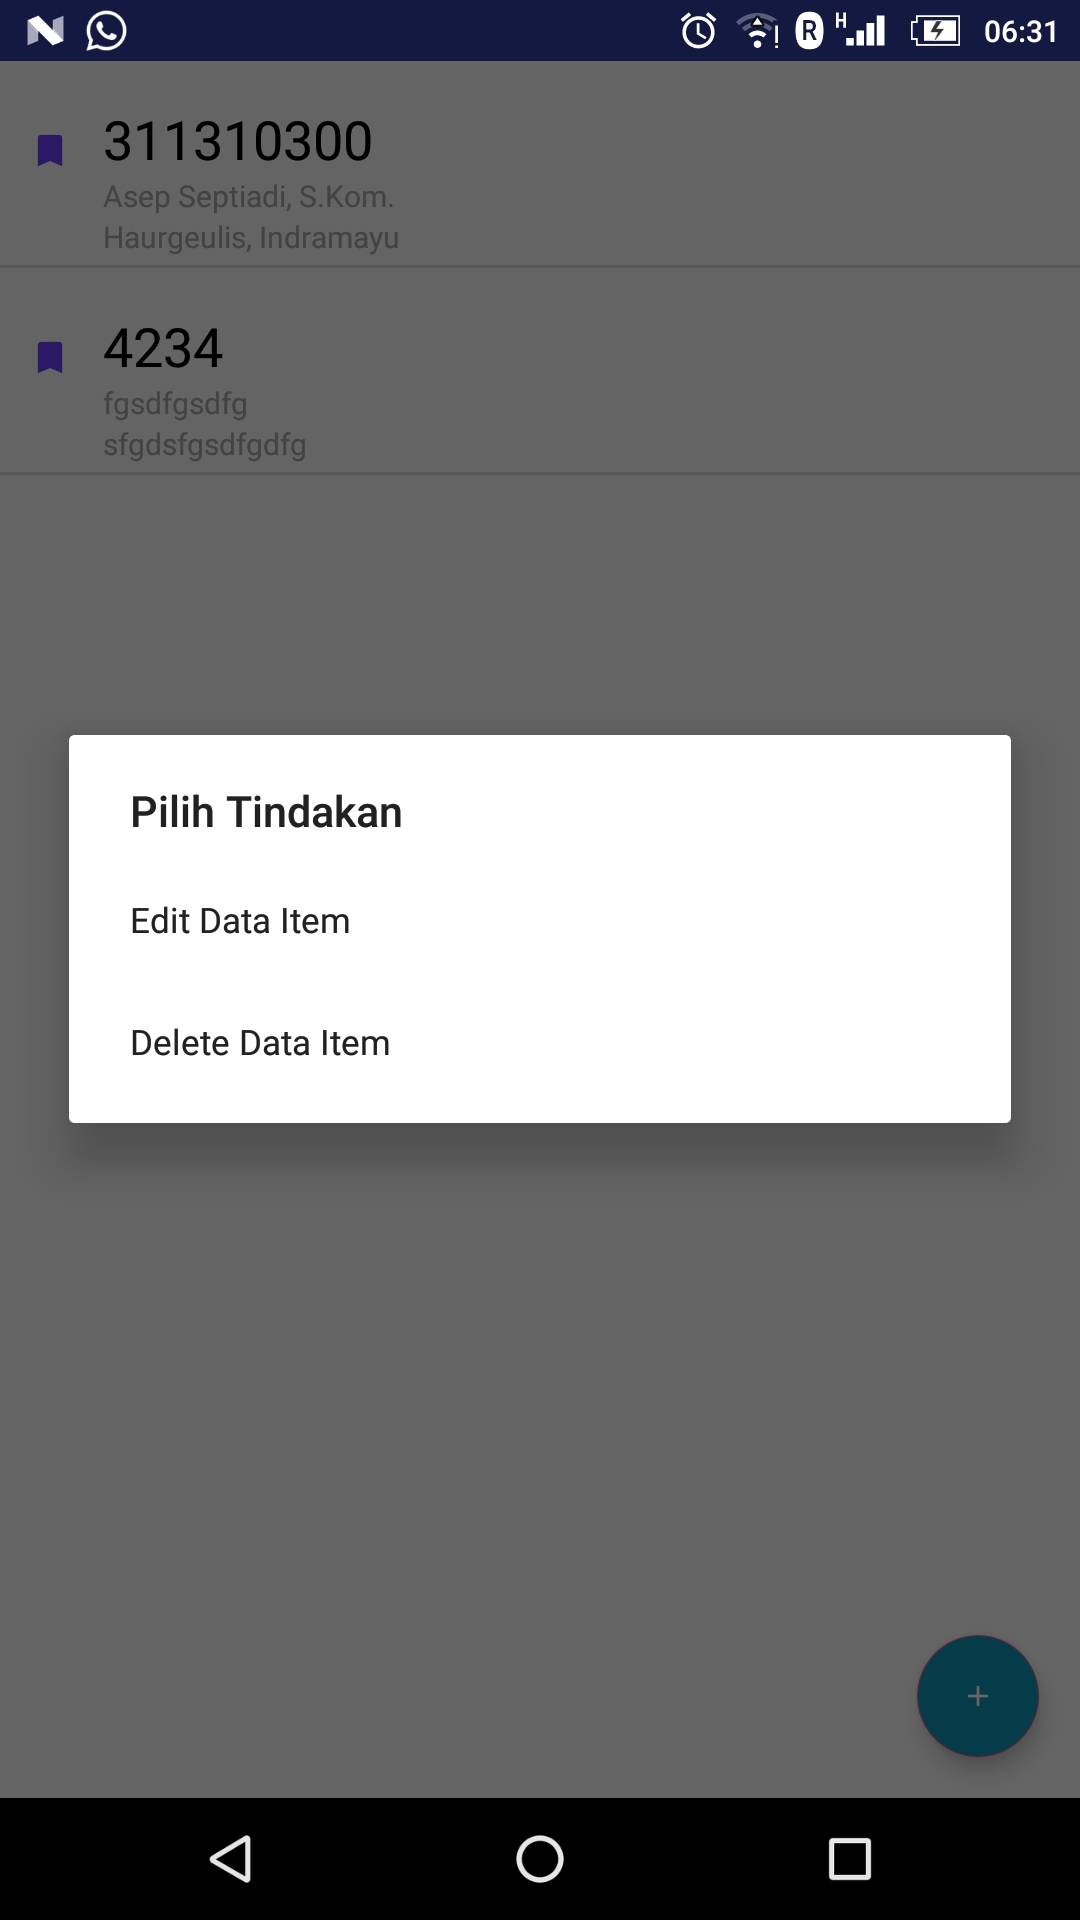 R H 06:31
311310300
Asep Septiadi, S.Kom.
Haurgeulis, Indramayu
4234
fgsdfgsdfg
sfgdsfgsdfgdfg
Pilih Tindakan
Edit Data Item
Delete Data Item
+